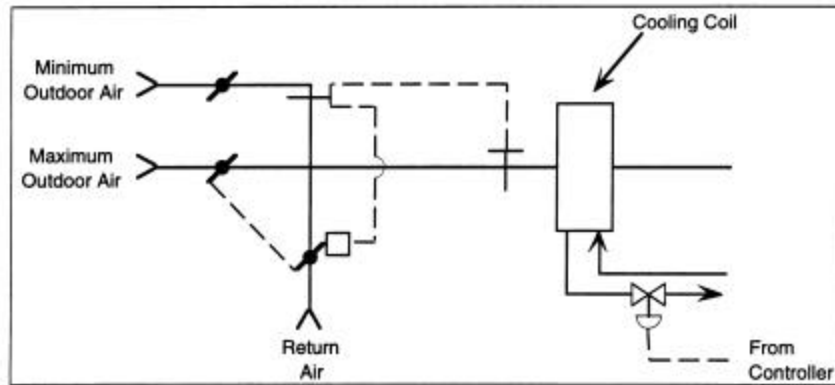 Cooling Coil
Minimum
Outdoor Air
Maximum
Outdoor Air
Return
Air
From
Controller